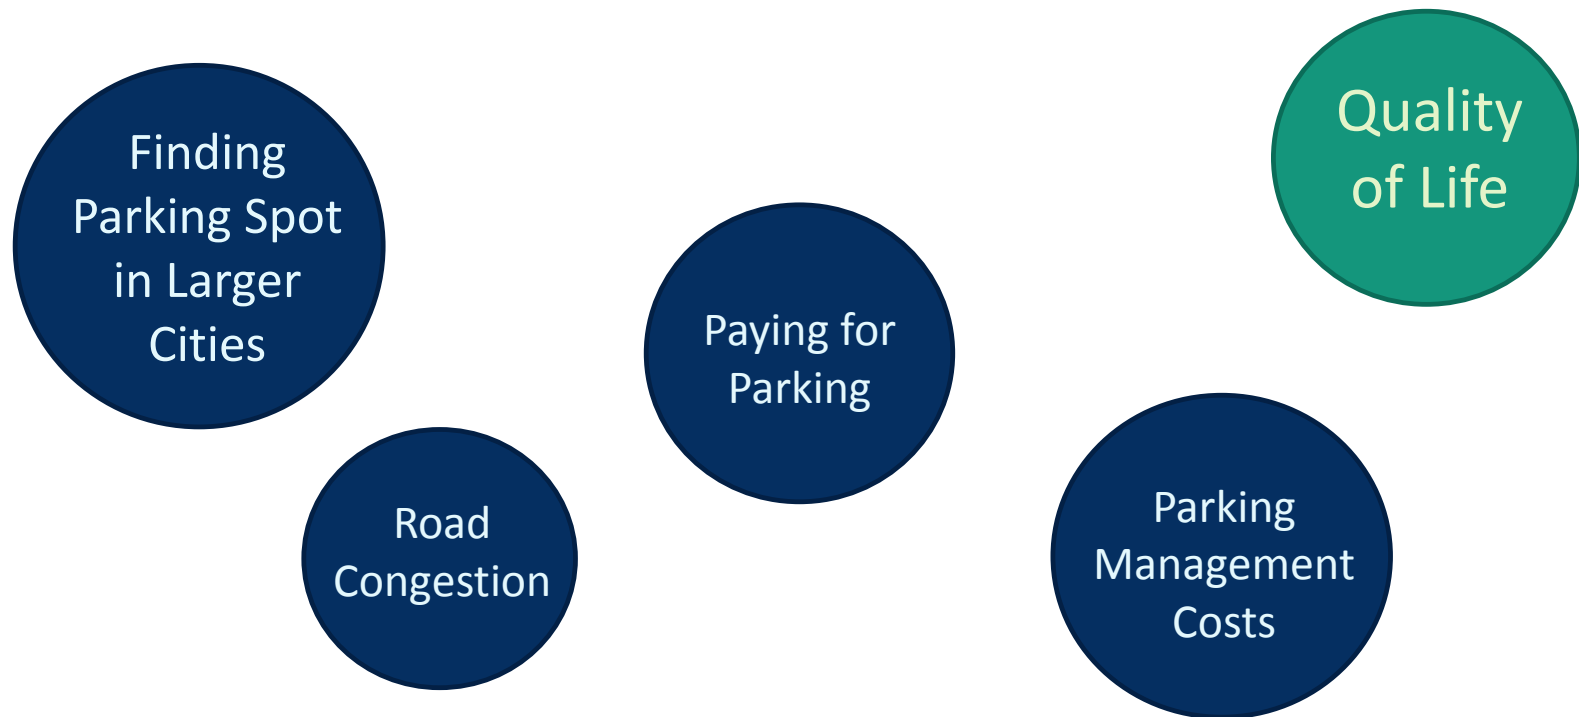 Finding
Parking Spot
in Larger
Cities
Road
Congestion
Paying for
Parking
Parking
Management
Costs
Quality
of Life